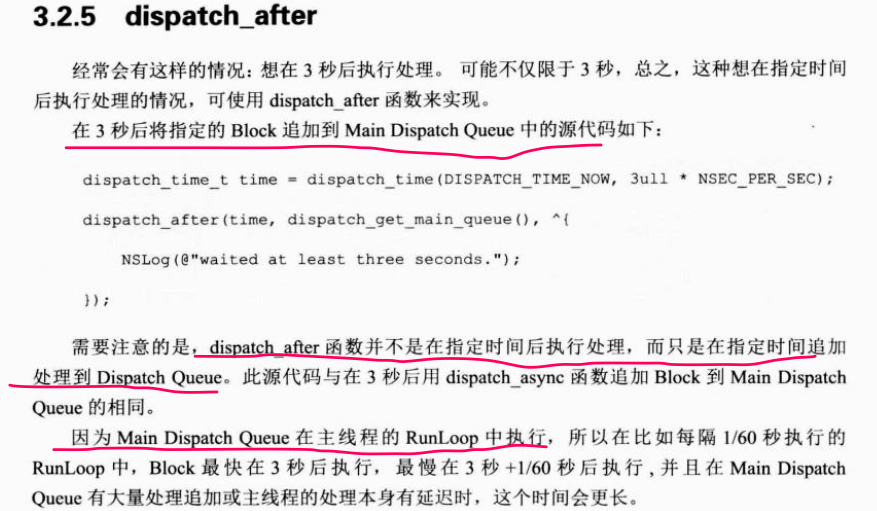 3.2.5 dispatch_after
经常会有这样的情况：想在 3 秒后执行处理。 可能不仅限于 3 秒，总之，这种想在指定时间
后执行处理的情况，可使用 dispatch_after 函数来实现。
在 3 秒后将指定的 Block 追加到 Main Dispatch Queue 中的源代码如下：
dispatch_time_t time = dispatch_time(DISPATCH_TIME_NOW, 3ull * NSEC_PER_SEC);
dispatch_after(time, dispatch_get_main_queue(), ^{
NSLog(@"waited at least three seconds.");
});
需要注意的是，dispatch_after 函数并不是在指定时间后执行处理，而只是在指定时间追加
处理到 Dispatch Queue。此源代码与在 3 秒后用 dispatch_async 函数追加 Block 到 Main Dispatch
Queue 的相同。
因为 Main Dispatch Queue 在主线程的 RunLoop 中执行，所以在比如每隔 1/60 秒执行的
RunLoop 中，Block 最快在 3 秒后执行，最慢在 3 秒 +1/60 秒后执行 , 并且在 Main Dispatch
Queue 有大量处理追加或主线程的处理本身有延迟时，这个时间会更长。